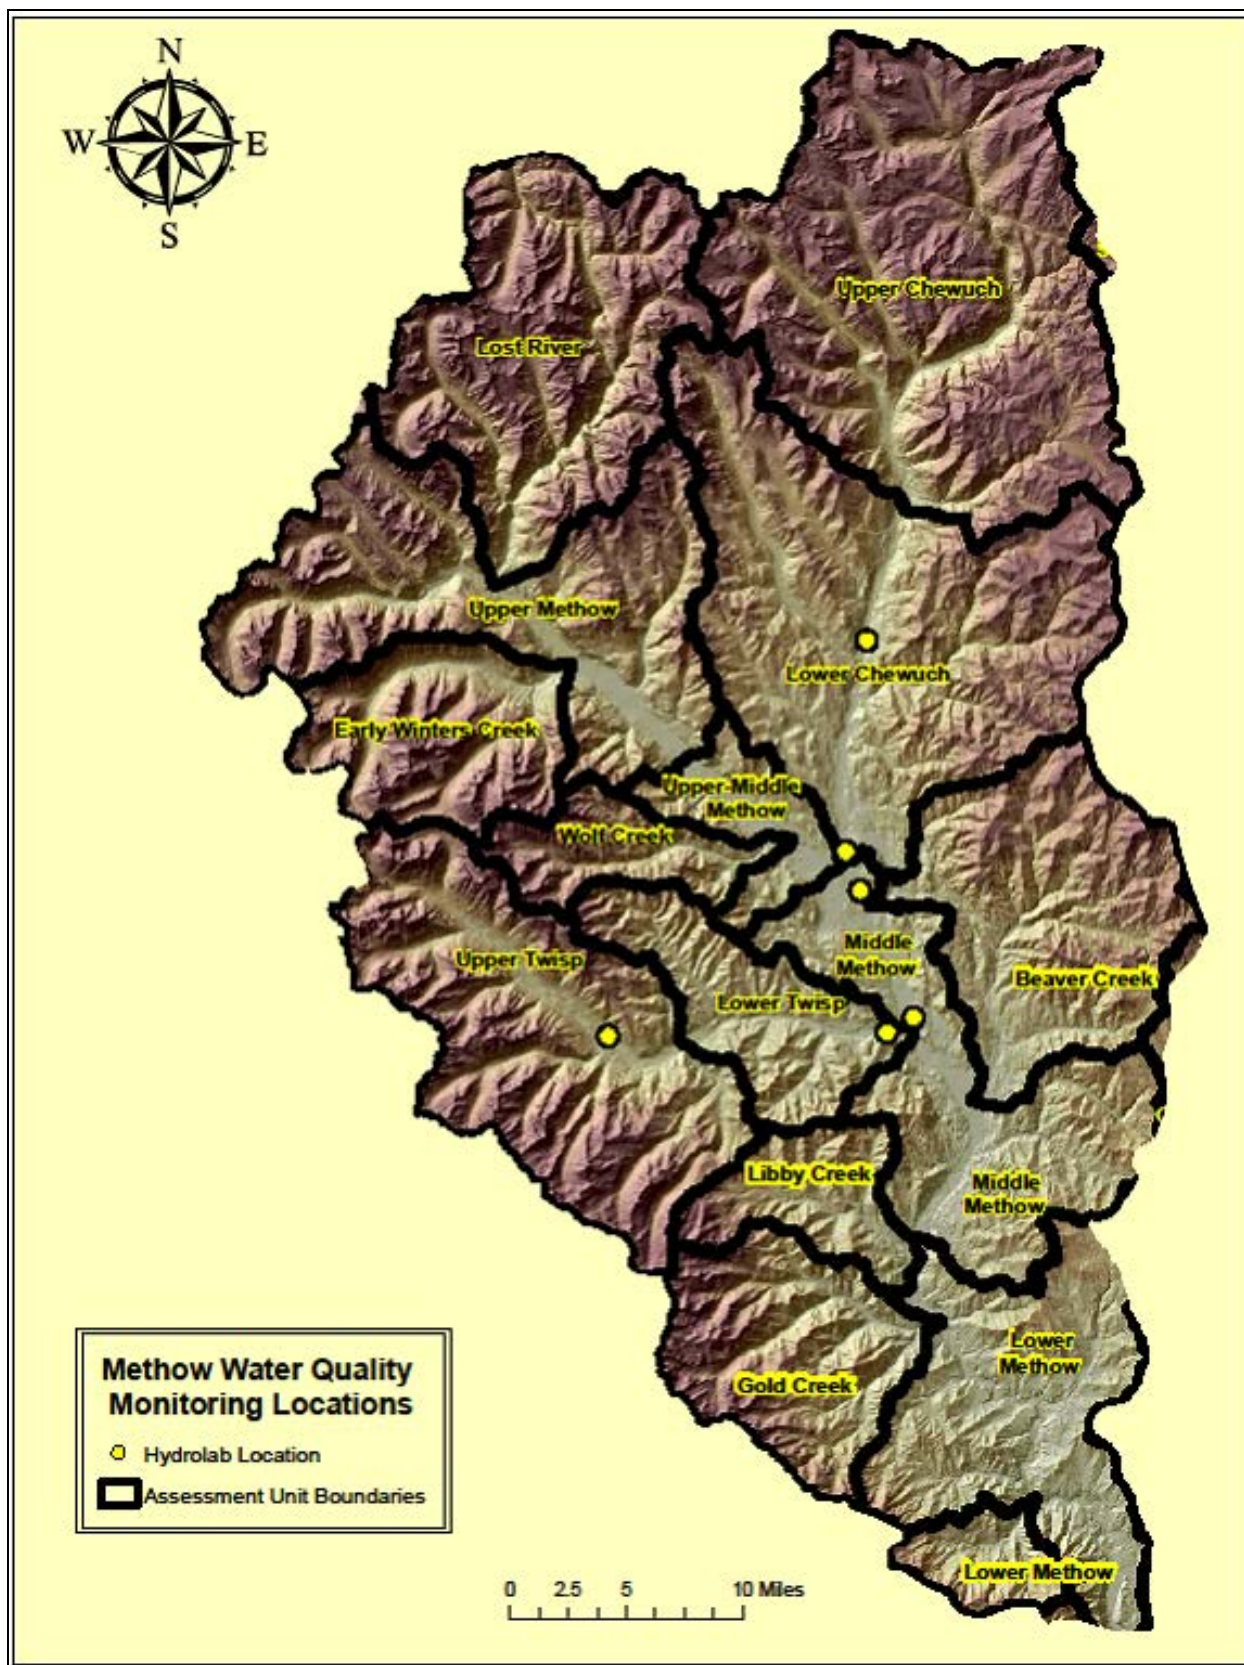 N
W E
S
Upper Chewuch
Lost River
Upper Methow
Lower Chewuch
Early Winters Creek
Upper-Middle
Methow
Wolf Creek
Middle
Methow
Upper Twisp
Beaver Creek
Lower Twisp
Libby Creek
Middle
Methow
Lower
Methow
Gold Creek
Lower Methow
Methow Water Quality
Monitoring Locations
Hydrolab Location
Assessment Unit Boundaries
0 2.5 5 10 Miles